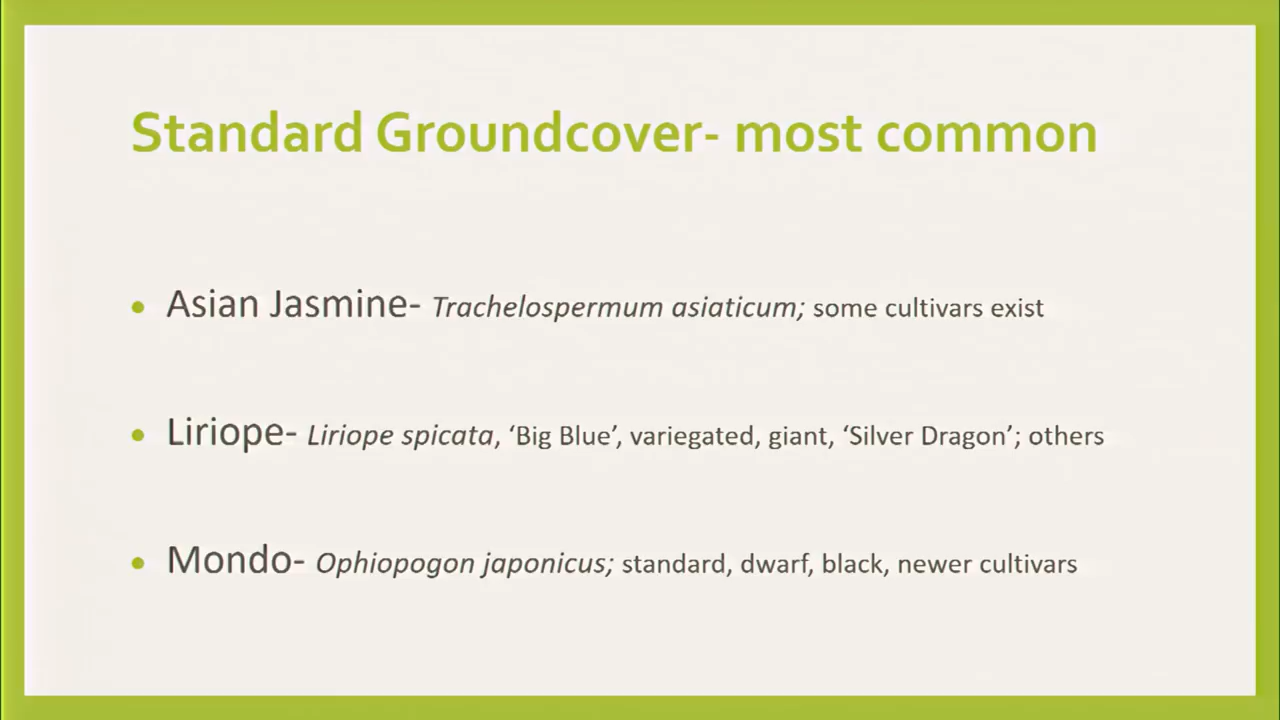 Standard Groundcover- most common
• Asian Jasmine- Trachelospermum asiaticum; some cultivars exist
• Liriope- Liriope spicata, ‘Big Blue’, variegated, giant, ‘Silver Dragon’; others
• Mondo- Ophiopogon japonicus; standard, dwarf, black, newer cultivars